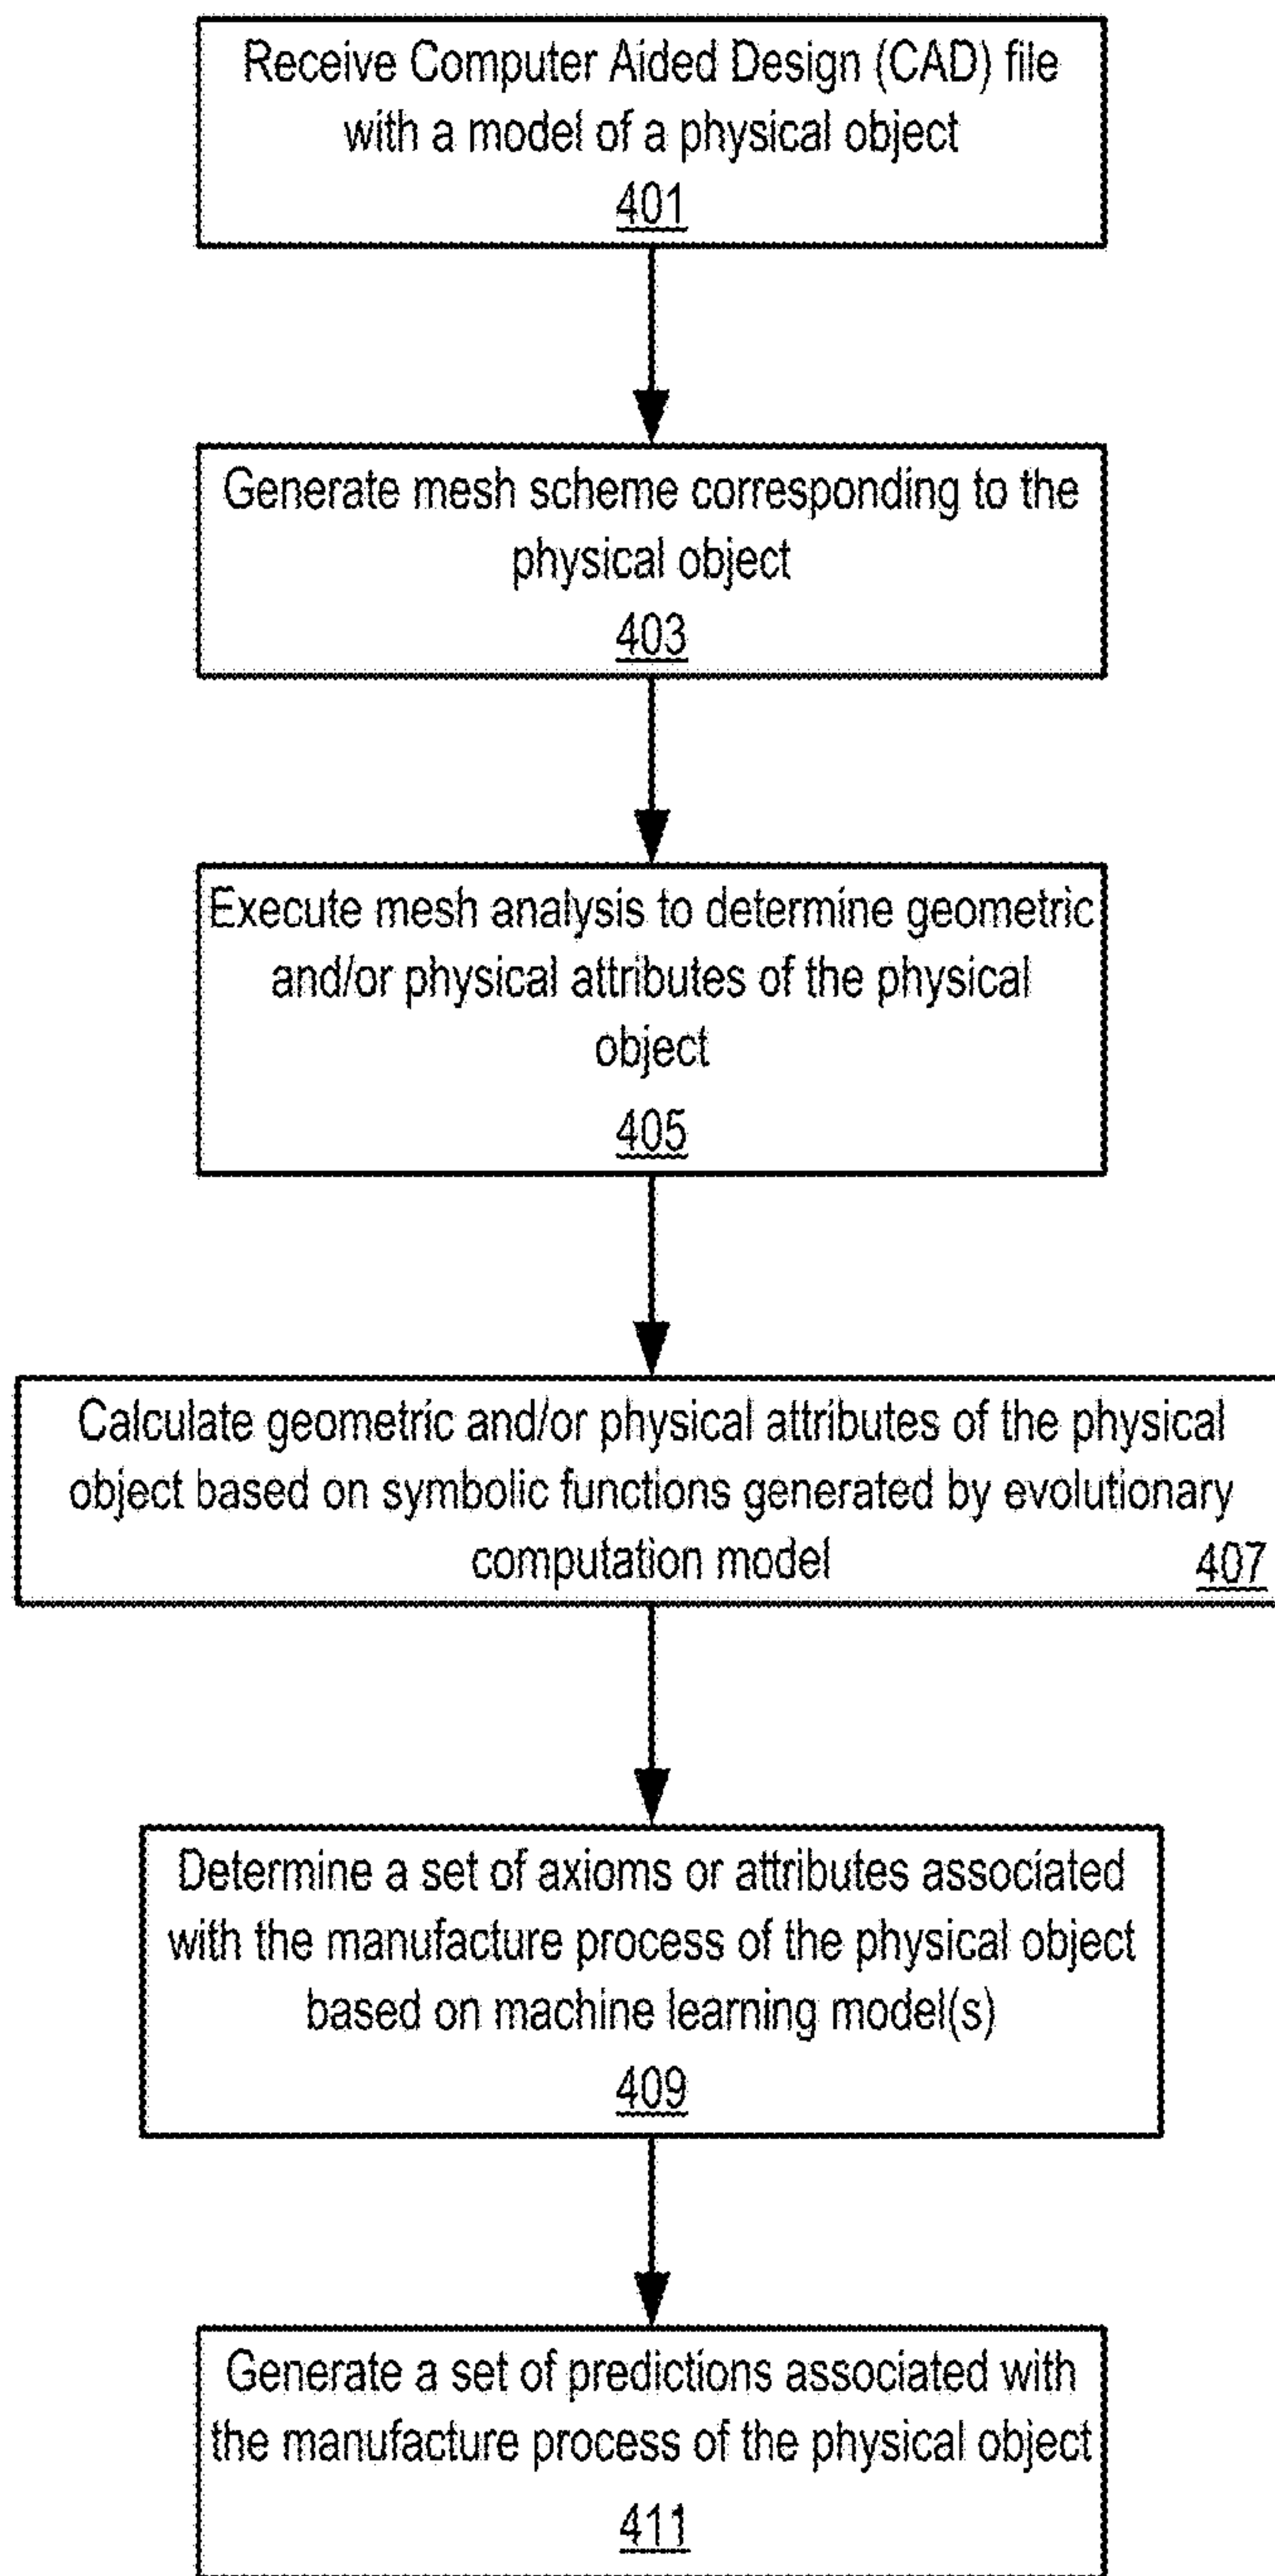 Receive Computer Aided Design (CAD) file
with a model of a physical object
401
Generate mesh scheme corresponding to the
physical object
403
Execute mesh analysis to determine geometric
and/or physical attributes of the physical
object
405
Calculate geometric and/or physical attributes of the physical
object based on symbolic functions generated by evolutionary
computation model 407
Determine a set of axioms or attributes associated
with the manufacture process of the physical object
based on machine learning model(s)
409
Generate a set of predictions associated with
the manufacture process of the physical object
411